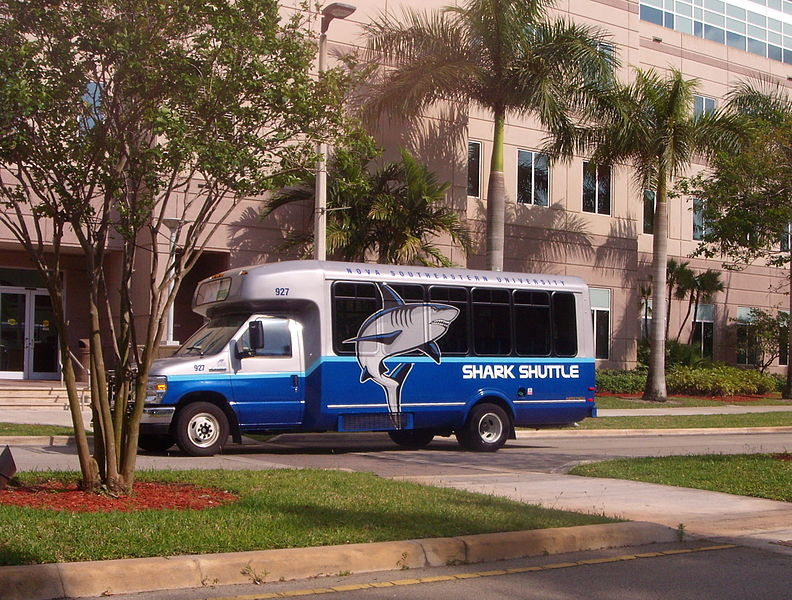 NOVA SOUTHEASTERN UNIVERSITY
927
927
SHARK SHUTTLE